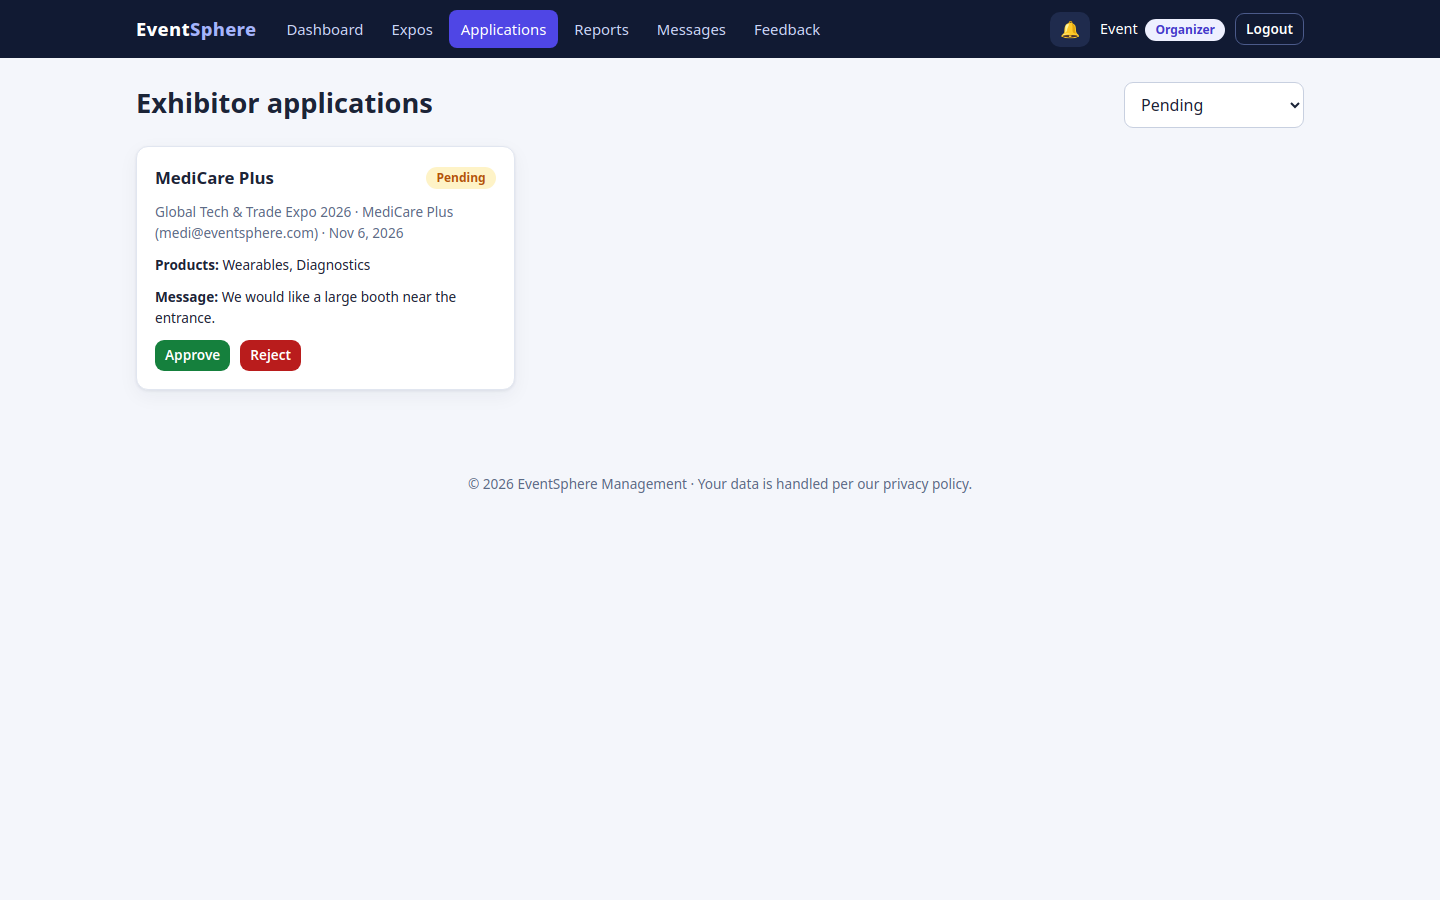 EventSphere Dashboard Expos Applications Reports Messages Feedback Event Organizer Logout
Exhibitor applications
Pending
MediCare Plus
Pending
Global Tech & Trade Expo 2026 · MediCare Plus
(medi@eventsphere.com) · Nov 6, 2026
Products: Wearables, Diagnostics
Message: We would like a large booth near the
entrance.
Approve Reject
© 2026 EventSphere Management · Your data is handled per our privacy policy.